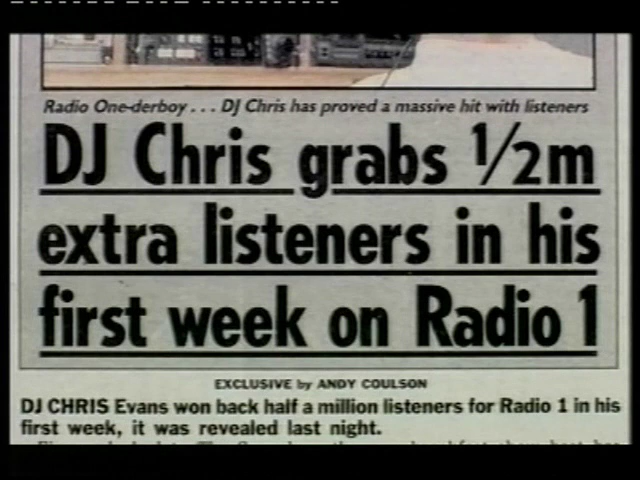 Radio One-derboy . . . DJ Chris has proved a massive hit with listeners
DJ Chris grabs ½m
extra listeners in his
first week on Radio 1
EXCLUSIVE by ANDY COULSON
DJ CHRIS Evans won back half a million listeners for Radio 1 in his
first week, it was revealed last night.